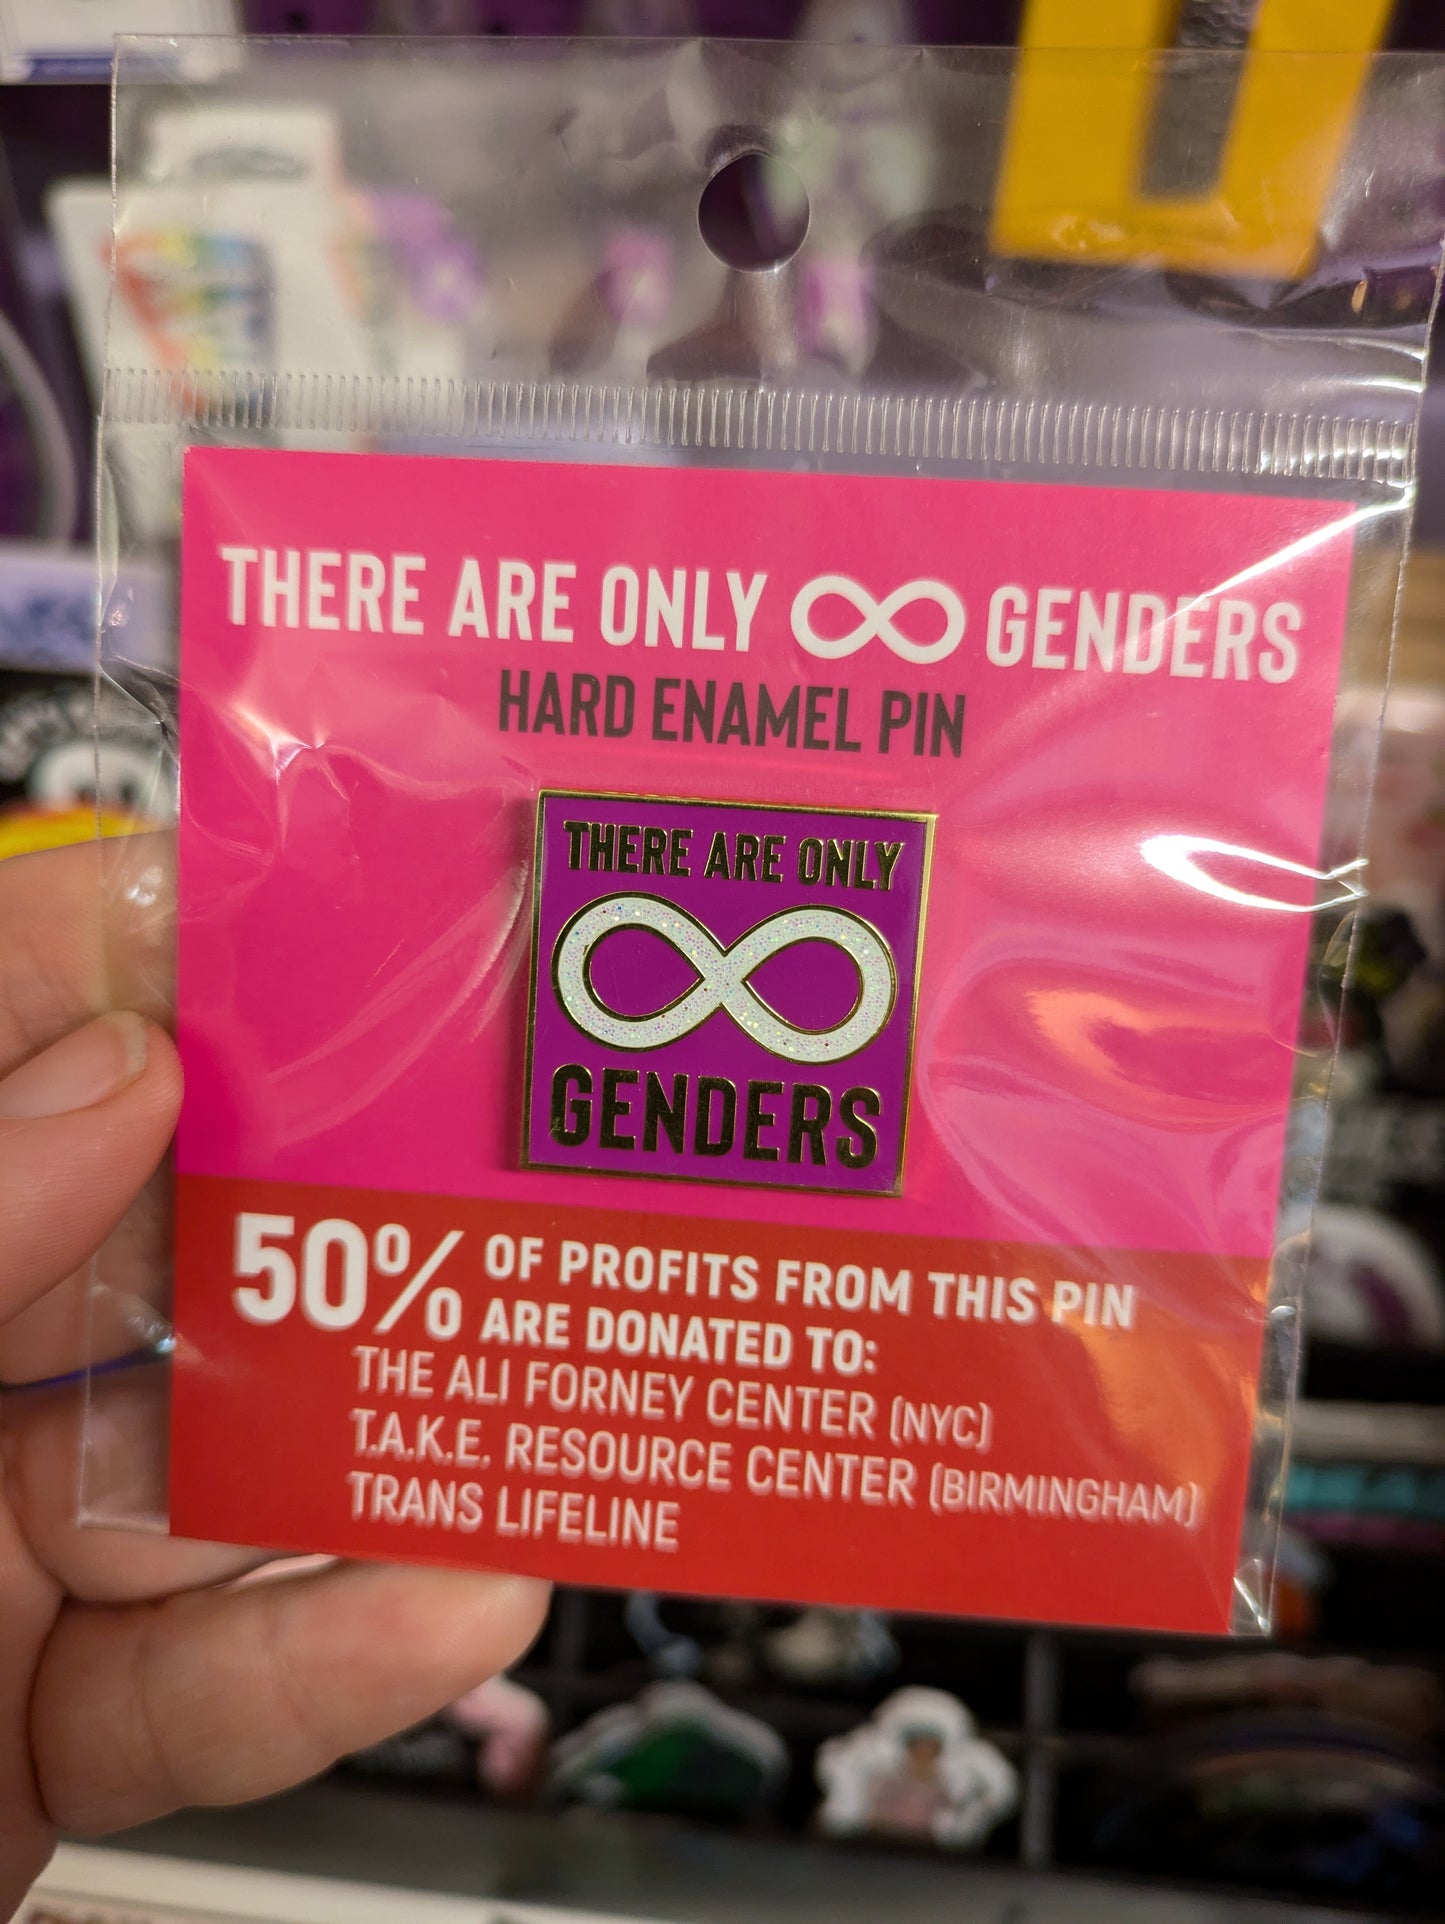 THERE ARE ONLY ∞ GENDERS
HARD ENAMEL PIN
THERE ARE ONLY
∞
GENDERS
50% OF PROFITS FROM THIS PIN
ARE DONATED TO:
THE ALI FORNEY CENTER (NYC)
T.A.K.E. RESOURCE CENTER (BIRMINGHAM)
TRANS LIFELINE